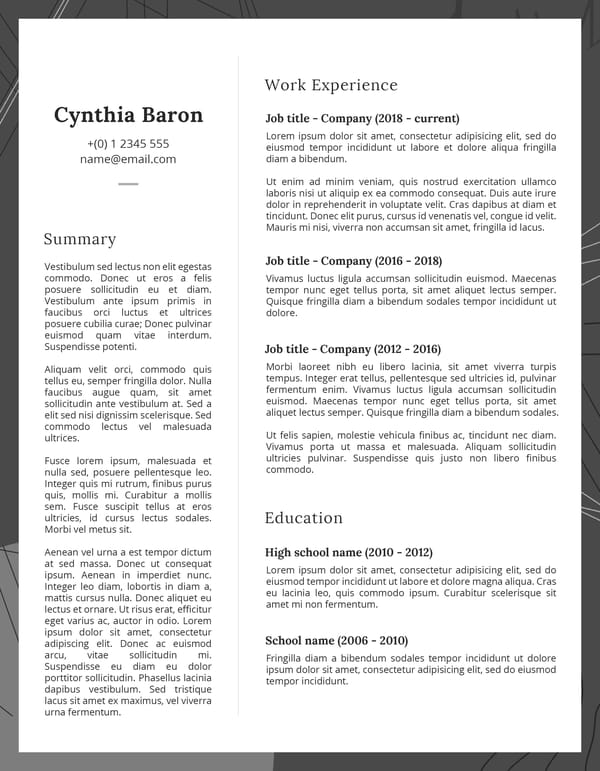 Cynthia Baron
+(0) 1 2345 555
name@email.com
Summary
Vestibulum sed lectus non elit egestas
commodo. Donec ut eros a felis
posuere sollicitudin eu et diam.
Vestibulum ante ipsum primis in
faucibus orci luctus et ultrices
posuere cubilia curae; Donec pulvinar
euismod quam vitae interdum.
Suspendisse potenti.
Aliquam velit orci, commodo quis
tellus eu, semper fringilla dolor. Nulla
faucibus augue quam, sit amet
sollicitudin ante vestibulum at. Sed a
elit sed nisi dignissim scelerisque. Sed
commodo lectus vel malesuada
ultrices.
Fusce lorem ipsum, malesuada et
nulla sed, posuere pellentesque leo.
Integer quis mi rutrum, finibus purus
quis, mollis mi. Curabitur a mollis
sem. Fusce suscipit tellus at eros
ultricies, id cursus lectus sodales.
Morbi vel metus sit.
Aenean vel urna a est tempor dictum
at sed massa. Donec ut consequat
ipsum. Aenean in imperdiet nunc.
Integer leo diam, lobortis in diam a,
mattis cursus nulla. Donec aliquet eu
lectus et ornare. Ut risus erat, efficitur
eget varius ac, auctor in odio. Lorem
ipsum dolor sit amet, consectetur
adipiscing elit. Donec ac euismod
arcu, vitae sollicitudin mi.
Suspendisse eu diam eu dolor
porttitor sollicitudin. Phasellus lacinia
dapibus vestibulum. Sed tristique
lacus sit amet ex maximus, vel viverra
urna fermentum.
Work Experience
Job title - Company (2018 - current)
Lorem ipsum dolor sit amet, consectetur adipisicing elit, sed do
eiusmod tempor incididunt ut labore et dolore aliqua fringilla
diam a bibendum.
Ut enim ad minim veniam, quis nostrud exercitation ullamco
laboris nisi ut aliquip ex ea commodo consequat. Duis aute irure
dolor in reprehenderit in voluptate velit. Cras dapibus at diam et
tincidunt. Donec elit purus, cursus id venenatis vel, congue id velit.
Mauris mi nisi, viverra non accumsan sit amet, fringilla id lacus.
Job title - Company (2016 - 2018)
Vivamus luctus ligula accumsan sollicitudin euismod. Maecenas
tempor nunc eget tellus porta, sit amet aliquet lectus semper.
Quisque fringilla diam a bibendum sodales tempor incididunt ut
dolore.
Job title - Company (2012 - 2016)
Morbi laoreet nibh eu libero lacinia, sit amet viverra turpis
tempus. Integer erat tellus, pellentesque sed ultricies id, pulvinar
fermentum enim. Vivamus luctus ligula accumsan sollicitudin
euismod. Maecenas tempor nunc eget tellus porta, sit amet
aliquet lectus semper. Quisque fringilla diam a bibendum sodales.
Ut felis sapien, molestie vehicula finibus ac, tincidunt nec diam.
Vivamus porta ut massa et malesuada. Aliquam sollicitudin
ultricies pulvinar. Suspendisse quis justo non libero finibus
commodo.
Education
High school name (2010 - 2012)
Lorem ipsum dolor sit amet, consectetur adipisicing elit, sed do
eiusmod tempor incididunt ut labore et dolore magna aliqua. Cras
eu lacinia leo, quis commodo ipsum. Curabitur scelerisque sit
amet mi non fermentum.
School name (2006 - 2010)
Fringilla diam a bibendum sodales tempor incididunt ut dolore
ipsum dolor sit amet, consectetur adipisicing elit, sed do eiusmod
tempor incididunt.